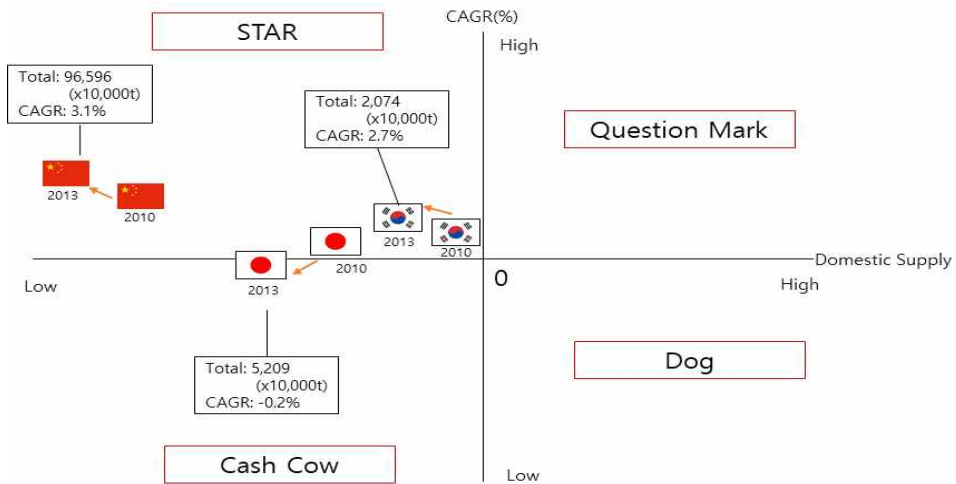 CAGR(%)
STAR
High
Total: 96,596
(x10,000t)
CAGR: 3.1%
Total: 2,074
(x10,000t)
CAGR: 2.7%
Question Mark
2013
2010
2013
2010
2010
2013
Domestic Supply
Low
0
High
Total: 5,209
(x10,000t)
CAGR: -0.2%
Dog
Cash Cow
Low